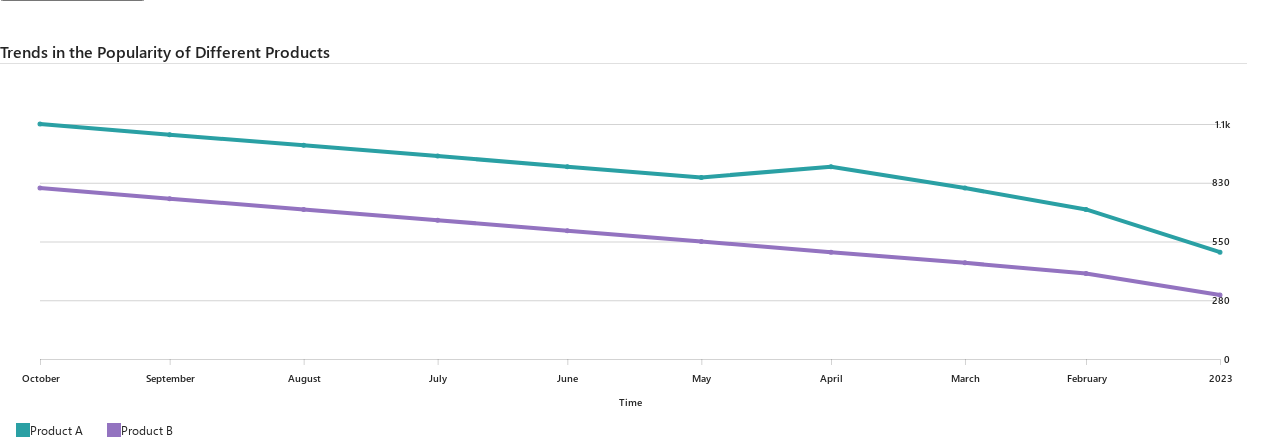 Trends in the Popularity of Different Products
1.1k
830
550
280
0
October September August July June May April March February 2023
Time
Product A Product B